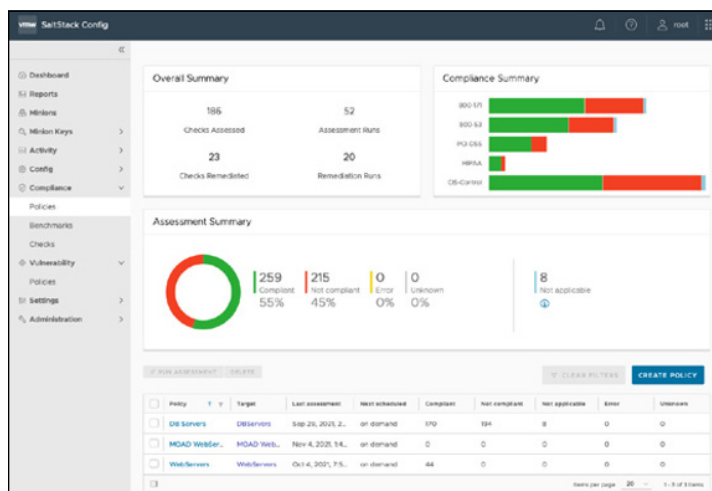 vmw SaltStack Config
root
Dashboard
Reports
Minions
Minion Keys
Activity
Config
Compliance
Policies
Benchmarks
Checks
Vulnerability
Policies
Settings
Administration
Overall Summary
186
Checks Assessed
52
Assessment Runs
23
Checks Remediated
20
Remediation Runs
Compliance Summary
800-171
800-53
PCI-DSS
HIPAA
CIS-Control
Assessment Summary
259
Compliant
55%
215
Not compliant
45%
0
Error
0%
0
Unknown
0%
8
Not applicable
RUN ASSESSMENT DELETE
CLEAR FILTERS CREATE POLICY
Policy Target Last assessment Next scheduled Compliant Not compliant Not applicable Error Unknown
DB Servers DBServers Sep 29, 2021, 2... on demand 170 184 8 0 0
MOAD WebSer... MOAD Web... Nov 4, 2021, 1:4... on demand 0 0 0 0 0
WebServers WebServers Oct 4, 2021, 7:5... on demand 44 0 0 0 0
Items per page 20 1 - 3 of 3 items